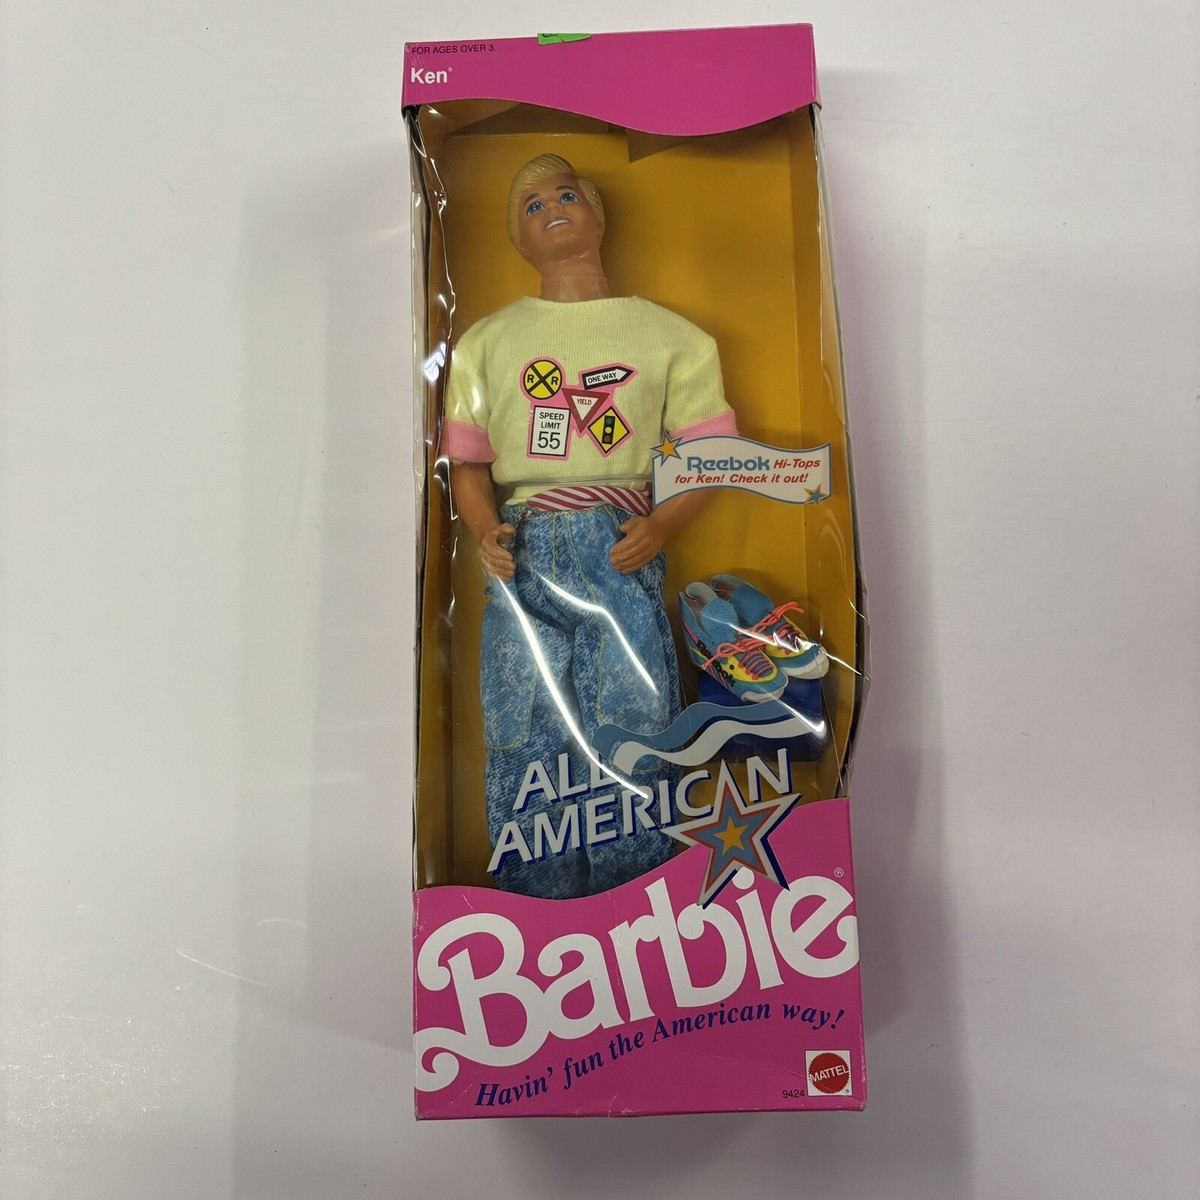 FOR AGES OVER 3.
Ken®
R R
ONE WAY
YIELD
SPEED
LIMIT
55
Reebok Hi-Tops
for Ken! Check it out!
ALL
AMERICAN
Barbie®
Havin' fun the American way!
MATTEL
9424